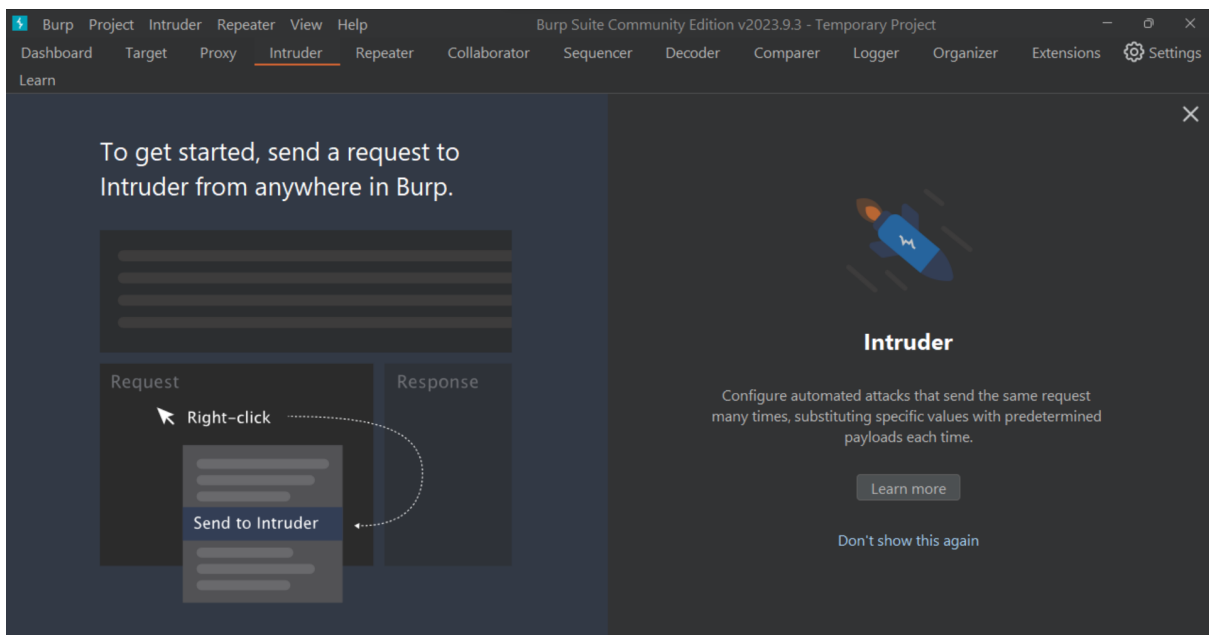 Burp Project Intruder Repeater View Help Burp Suite Community Edition v2023.9.3 - Temporary Project
Dashboard Target Proxy Intruder Repeater Collaborator Sequencer Decoder Comparer Logger Organizer Extensions Settings
Learn
To get started, send a request to
Intruder from anywhere in Burp.
Request
Response
Right-click
Send to Intruder
Intruder
Configure automated attacks that send the same request
many times, substituting specific values with predetermined
payloads each time.
Learn more
Don't show this again